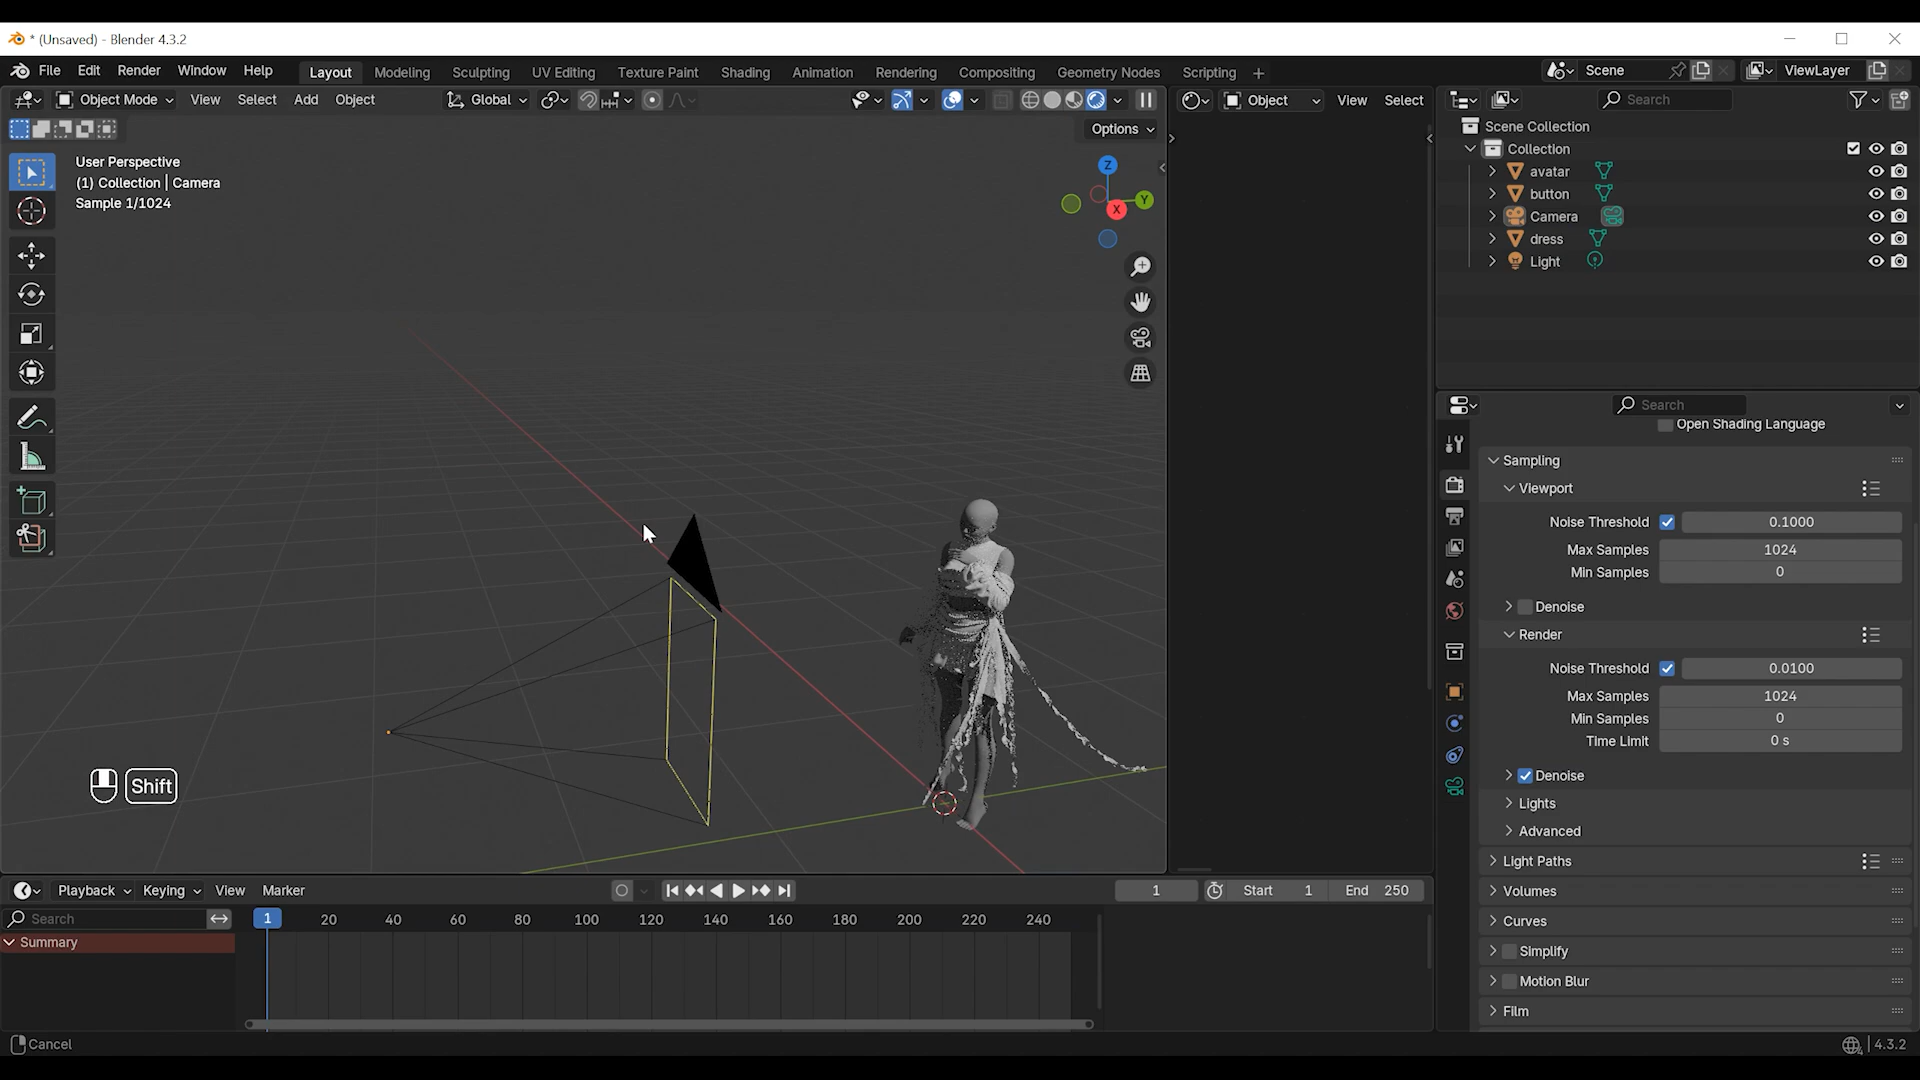 * (Unsaved) - Blender 4.3.2
File Edit Render Window Help Layout Modeling Sculpting UV Editing Texture Paint Shading Animation Rendering Compositing Geometry Nodes Scripting + Scene ViewLayer
Object Mode View Select Add Object Global Object View Select Search
Options
User Perspective
(1) Collection | Camera
Sample 1/1024
Z
Y
X
Scene Collection
Collection
avatar
button
Camera
dress
Light
Search
Open Shading Language
Sampling
Viewport
Noise Threshold 0.1000
Max Samples 1024
Min Samples 0
Denoise
Render
Noise Threshold 0.0100
Max Samples 1024
Min Samples 0
Time Limit 0 s
Denoise
Lights
Advanced
Light Paths
Volumes
Curves
Simplify
Motion Blur
Film
Shift
Playback Keying View Marker 1 Start 1 End 250
Search 1 20 40 60 80 100 120 140 160 180 200 220 240
Summary
Cancel 4.3.2